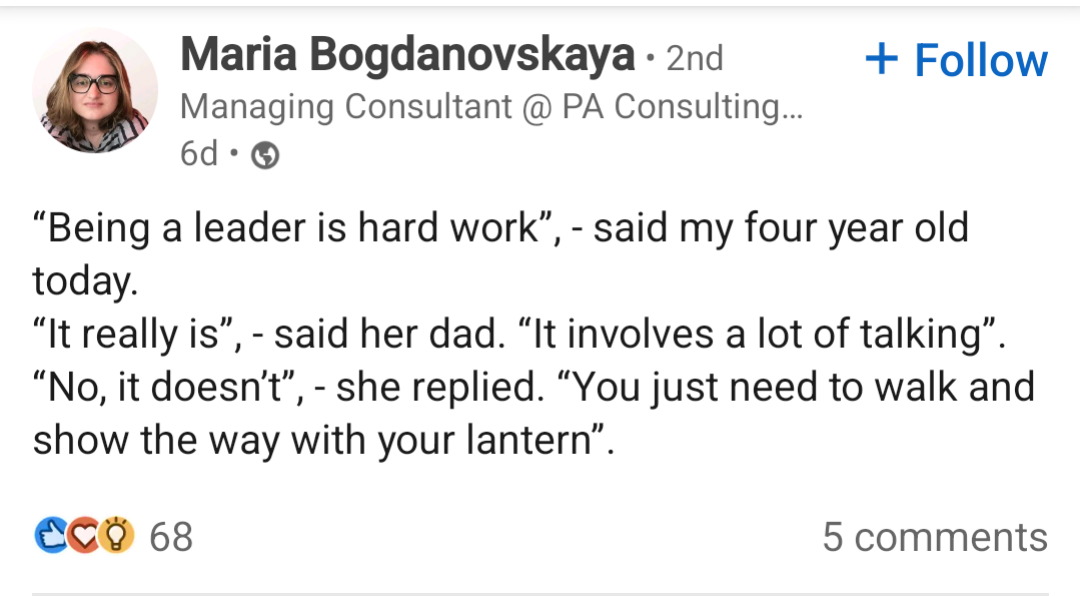 Maria Bogdanovskaya • 2nd
+ Follow
Managing Consultant @ PA Consulting...
6d •
“Being a leader is hard work”, - said my four year old
today.
“It really is”, - said her dad. “It involves a lot of talking”.
“No, it doesn’t”, - she replied. “You just need to walk and
show the way with your lantern”.
68
5 comments